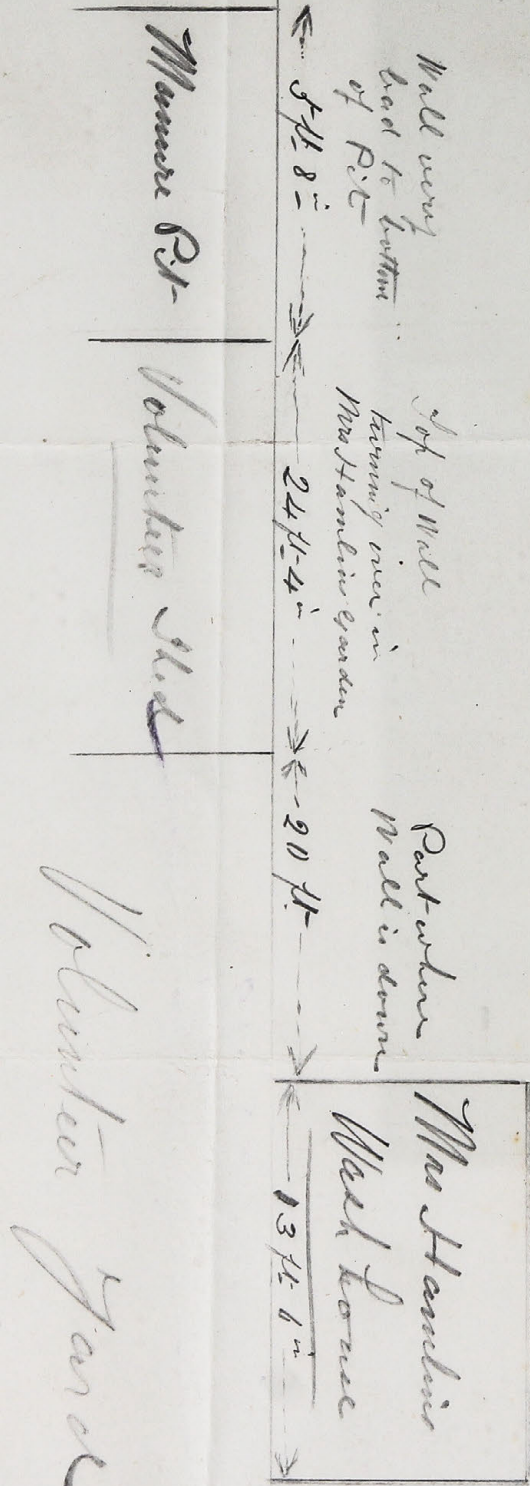 Wall very
bad to bottom
of Pit
Top of Wall
turning over in
Mrs Hamlin Garden
Part where
Wall is down
Mrs Hamlin
Wash house
5 ft 8 in
24 ft 4 in
20 ft
13 ft 6 in
Manure Pit
Volunteer Shed
Volunteer Yard